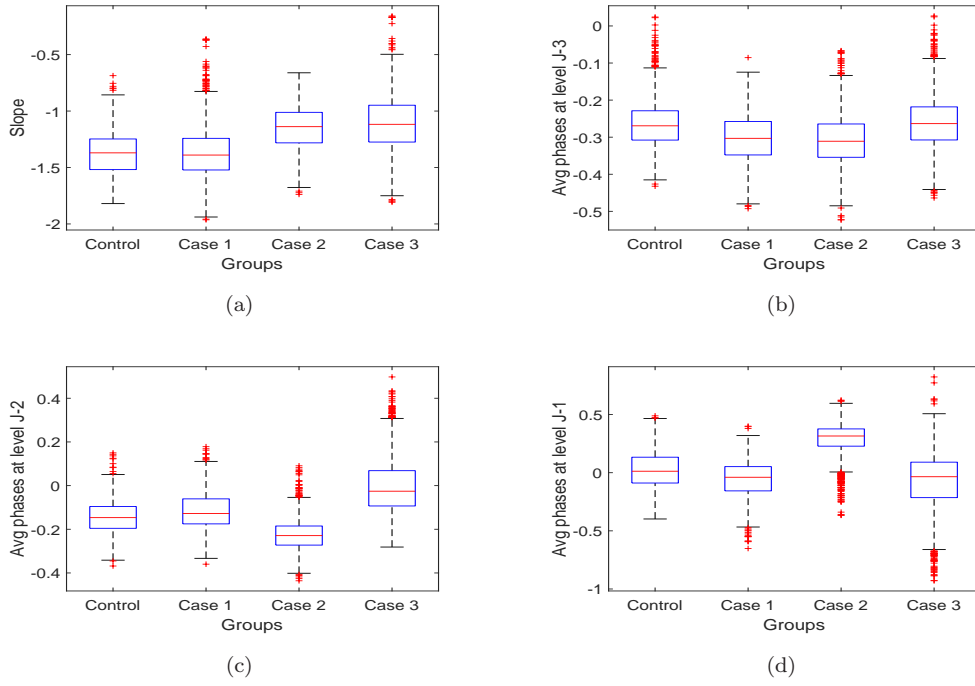 -0.5
-1
-1.5
-2
Slope
Control Case 1 Case 2 Case 3
Groups
(a)
0
-0.1
-0.2
-0.3
-0.4
-0.5
Avg phases at level J-3
Control Case 1 Case 2 Case 3
Groups
(b)
0.4
0.2
0
-0.2
-0.4
Avg phases at level J-2
Control Case 1 Case 2 Case 3
Groups
(c)
0.5
0
-0.5
-1
Avg phases at level J-1
Control Case 1 Case 2 Case 3
Groups
(d)